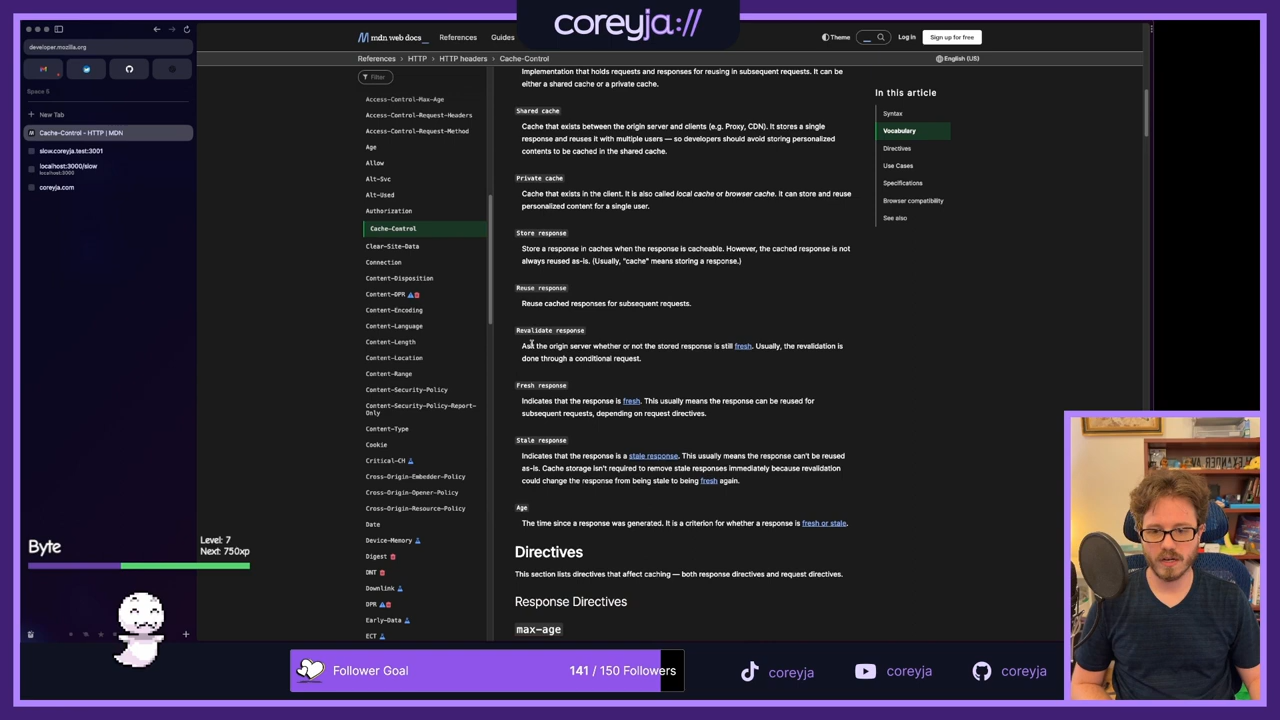 coreyja://
developer.mozilla.org
Space 5
New Tab
Cache-Control - HTTP | MDN
slow.coreyja.test:3001
localhost:3000/slow
localhost:3000
coreyja.com
mdn web docs_
References
Guides
Theme
Log in
Sign up for free
References
HTTP
HTTP headers
Cache-Control
English (US)
Filter
Access-Control-Max-Age
Access-Control-Request-Headers
Access-Control-Request-Method
Age
Allow
Alt-Svc
Alt-Used
Authorization
Cache-Control
Clear-Site-Data
Connection
Content-Disposition
Content-DPR
Content-Encoding
Content-Language
Content-Length
Content-Location
Content-Range
Content-Security-Policy
Content-Security-Policy-Report-
Only
Content-Type
Cookie
Critical-CH
Cross-Origin-Embedder-Policy
Cross-Origin-Opener-Policy
Cross-Origin-Resource-Policy
Date
Device-Memory
Digest
DNT
Downlink
DPR
Early-Data
ECT
Implementation that holds requests and responses for reusing in subsequent requests. It can be
either a shared cache or a private cache.
Shared cache
Cache that exists between the origin server and clients (e.g. Proxy, CDN). It stores a single
response and reuses it with multiple users — so developers should avoid storing personalized
contents to be cached in the shared cache.
Private cache
Cache that exists in the client. It is also called local cache or browser cache. It can store and reuse
personalized content for a single user.
Store response
Store a response in caches when the response is cacheable. However, the cached response is not
always reused as-is. (Usually, "cache" means storing a response.)
Reuse response
Reuse cached responses for subsequent requests.
Revalidate response
Ask the origin server whether or not the stored response is still fresh. Usually, the revalidation is
done through a conditional request.
Fresh response
Indicates that the response is fresh. This usually means the response can be reused for
subsequent requests, depending on request directives.
Stale response
Indicates that the response is a stale response. This usually means the response can't be reused
as-is. Cache storage isn't required to remove stale responses immediately because revalidation
could change the response from being stale to being fresh again.
Age
The time since a response was generated. It is a criterion for whether a response is fresh or stale.
Directives
This section lists directives that affect caching — both response directives and request directives.
Response Directives
max-age
In this article
Syntax
Vocabulary
Directives
Use Cases
Specifications
Browser compatibility
See also
Byte
Level: 7
Next: 750xp
Follower Goal
141 / 150 Followers
coreyja
coreyja
coreyja